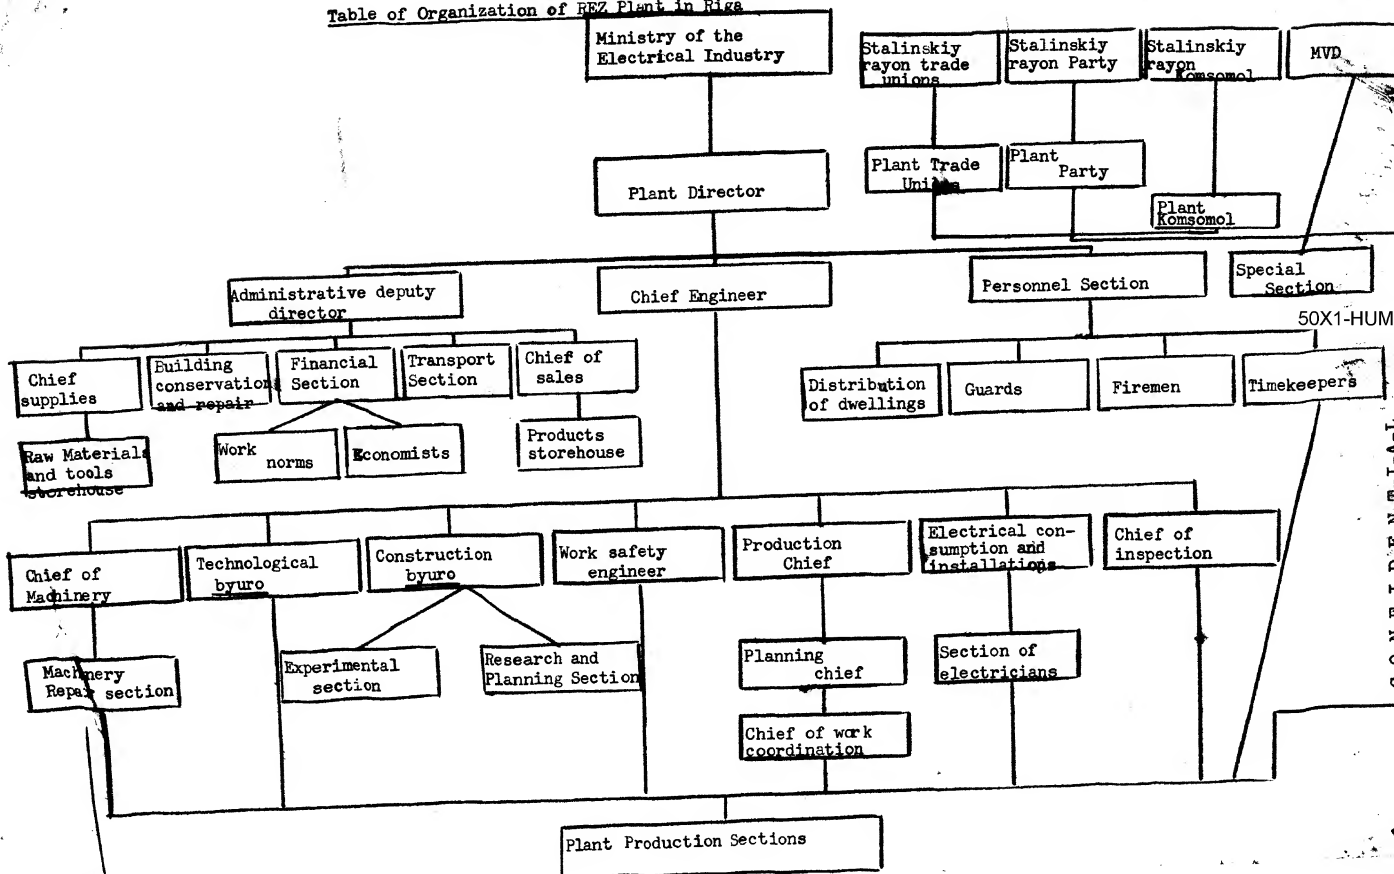 Table of Organization of REZ Plant in Riga
Ministry of the
Electrical Industry
Stalinskiy
rayon trade
unions
Stalinskiy
rayon Party
Stalinskiy
rayon
Komsomol
MVD
Plant Director
Plant Trade
Unions
Plant
Party
Plant
Komsomol
Administrative deputy
director
Chief Engineer
Personnel Section
Special
Section
50X1-HUM
Chief
supplies
Building
conservation
and repair
Financial
Section
Transport
Section
Chief of
sales
Distribution
of dwellings
Guards
Firemen
Timekeepers
Raw Materials
and tools
storehouse
Work
norms
Economists
Products
storehouse
Chief of
Machinery
Technological
byuro
Construction
byuro
Work safety
engineer
Production
Chief
Electrical con-
sumption and
installations
Chief of
inspection
Machinery
Repair section
Experimental
section
Research and
Planning Section
Planning
chief
Section of
electricians
Chief of work
coordination
Plant Production Sections
C O N F I D E N T I A L